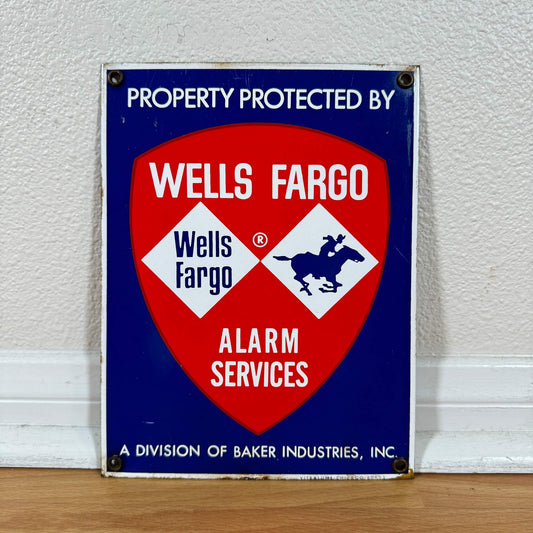 PROPERTY PROTECTED BY
WELLS FARGO
Wells
Fargo
®
ALARM
SERVICES
A DIVISION OF BAKER INDUSTRIES, INC.